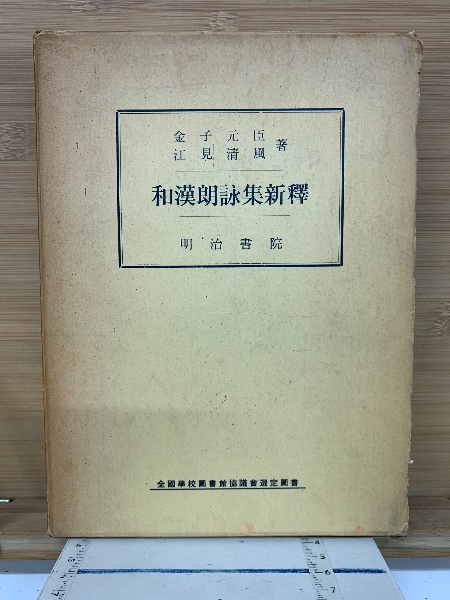 金子元臣
江見清風 著
和漢朗詠集新釋
明治書院
全國學校圖書館協議會選定圖書